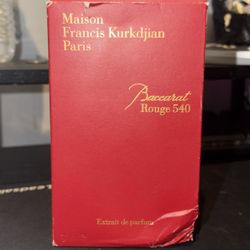 Maison
Francis Kurkdjian
Paris
Baccarat
Rouge 540
Extrait de parfum